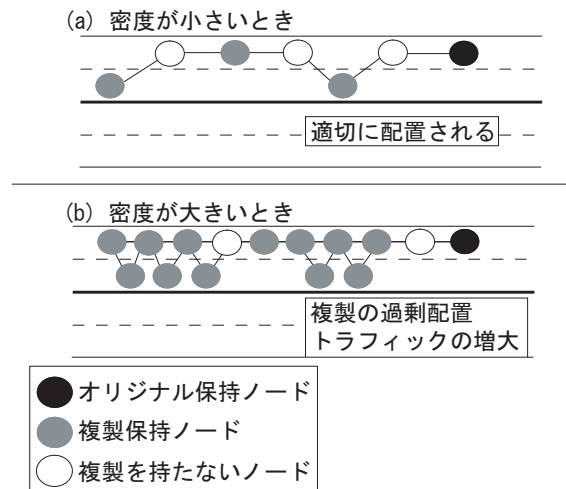 (a) 密度が小さいとき
適切に配置される
(b) 密度が大きいとき
複製の過剰配置
トラフィックの増大
オリジナル保持ノード
複製保持ノード
複製を持たないノード